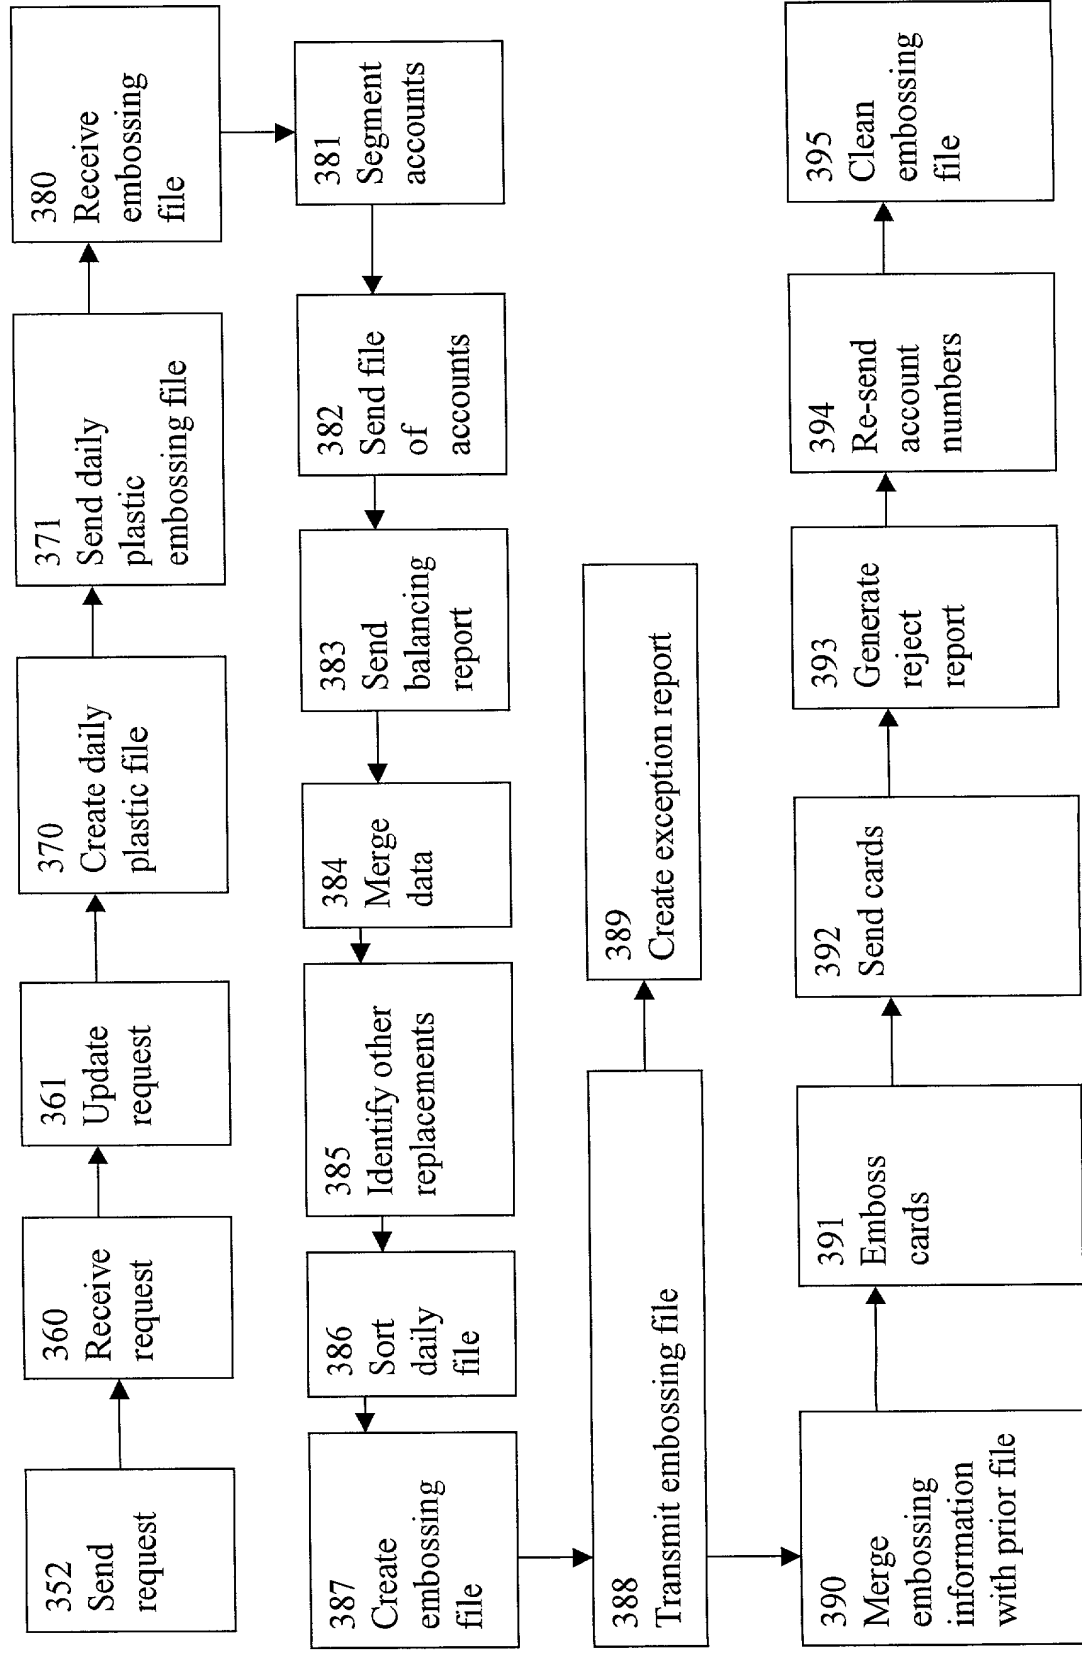 352
Send
request
360
Receive
request
361
Update
request
370
Create daily
plastic file
371
Send daily
plastic
embossing file
380
Receive
embossing
file
381
Segment
accounts
382
Send file
of
accounts
383
Send
balancing
report
384
Merge
data
385
Identify other
replacements
386
Sort
daily
file
387
Create
embossing
file
388
Transmit embossing file
389
Create exception report
390
Merge
embossing
information
with prior file
391
Emboss
cards
392
Send cards
393
Generate
reject
report
394
Re-send
account
numbers
395
Clean
embossing
file